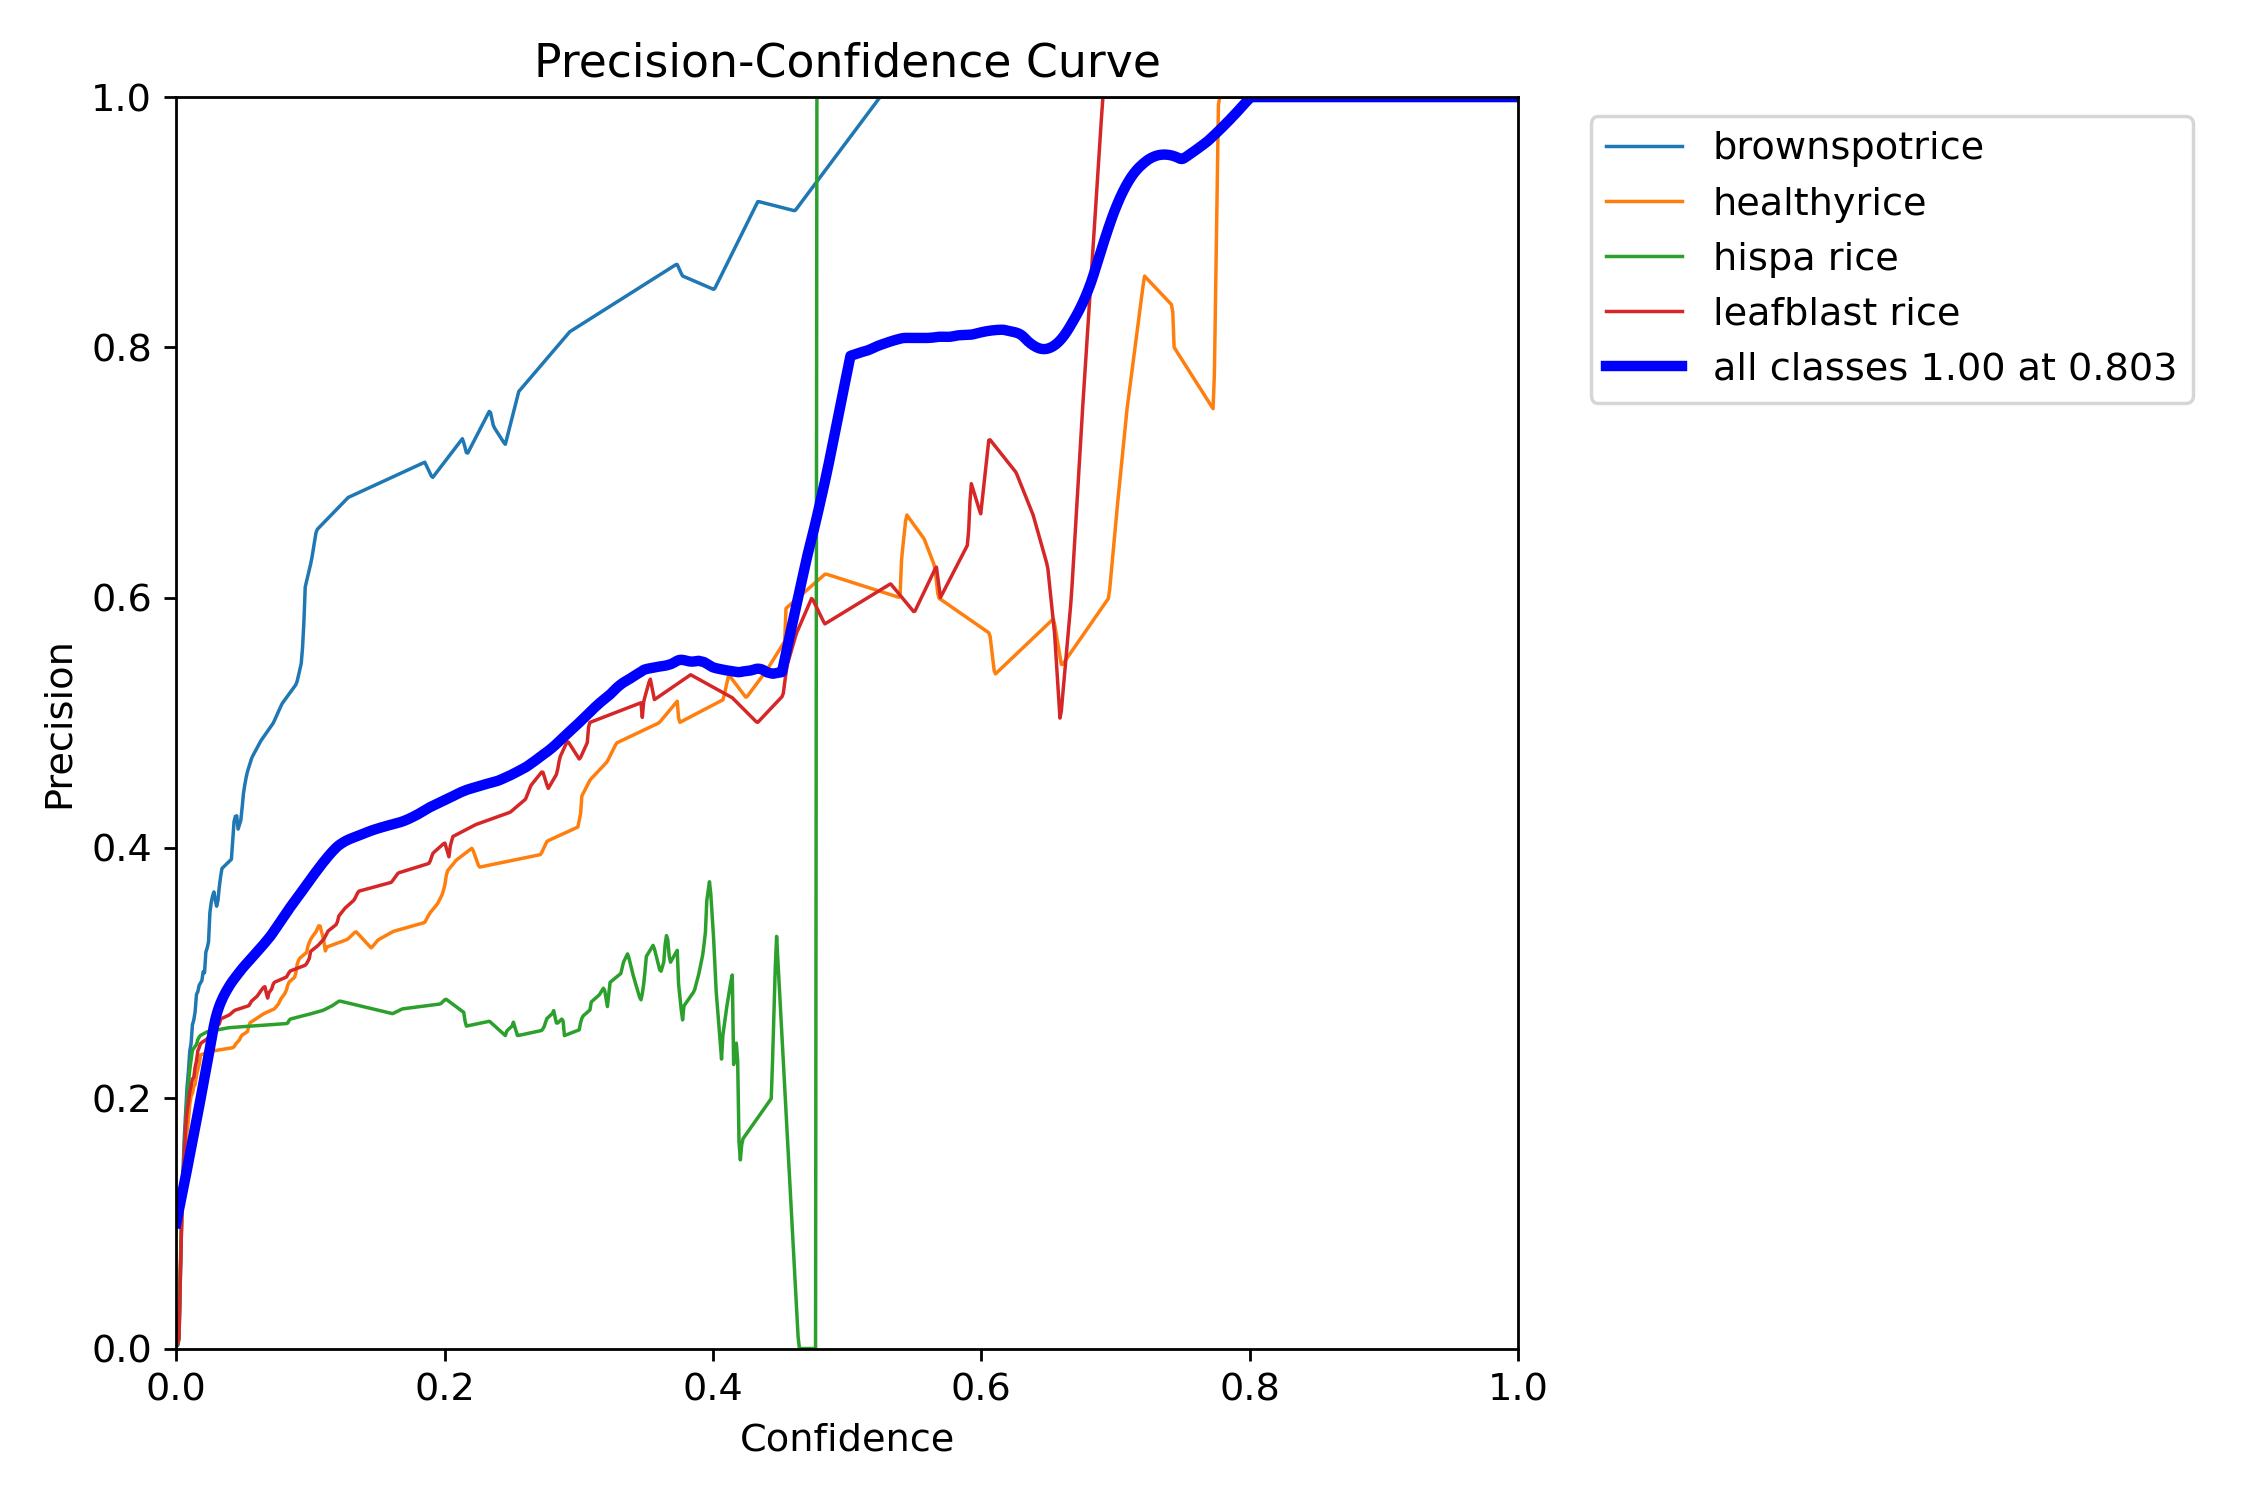 Precision-Confidence Curve
1.0
0.8
0.6
0.4
0.2
0.0
Precision
0.0 0.2 0.4 0.6 0.8 1.0
Confidence
brownspotrice
healthyrice
hispa rice
leafblast rice
all classes 1.00 at 0.803